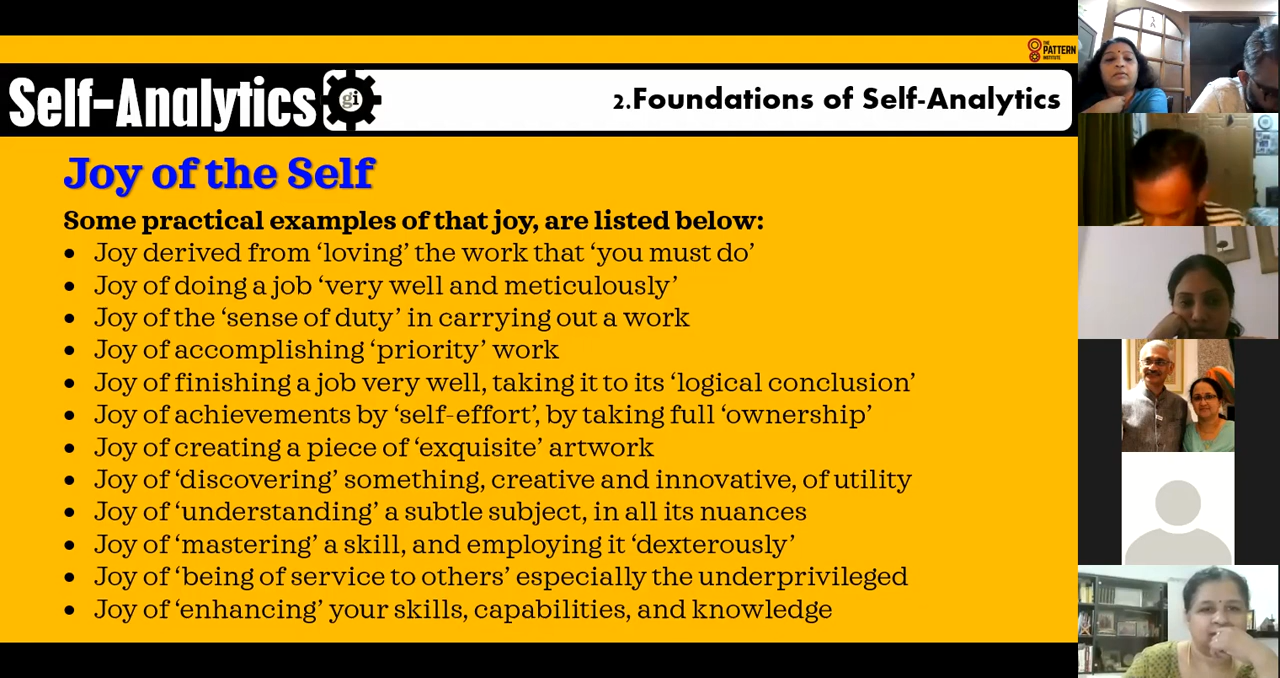 THE
PATTERN
INSTITUTE
Self-Analytics
gi
2.Foundations of Self-Analytics
Joy of the Self
Some practical examples of that joy, are listed below:
• Joy derived from ‘loving’ the work that ‘you must do’
• Joy of doing a job ‘very well and meticulously’
• Joy of the ‘sense of duty’ in carrying out a work
• Joy of accomplishing ‘priority’ work
• Joy of finishing a job very well, taking it to its ‘logical conclusion’
• Joy of achievements by ‘self-effort’, by taking full ‘ownership’
• Joy of creating a piece of ‘exquisite’ artwork
• Joy of ‘discovering’ something, creative and innovative, of utility
• Joy of ‘understanding’ a subtle subject, in all its nuances
• Joy of ‘mastering’ a skill, and employing it ‘dexterously’
• Joy of ‘being of service to others’ especially the underprivileged
• Joy of ‘enhancing’ your skills, capabilities, and knowledge